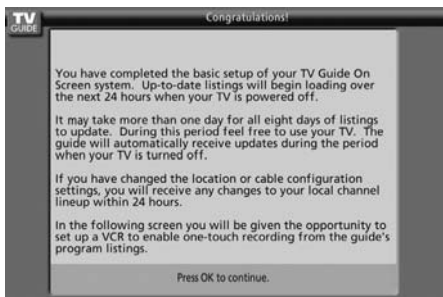 TV
GUIDE
Congratulations!
You have completed the basic setup of your TV Guide On
Screen system. Up-to-date listings will begin loading over
the next 24 hours when your TV is powered off.
It may take more than one day for all eight days of listings
to update. During this period feel free to use your TV. The
guide will automatically receive updates during the period
when your TV is turned off.
If you have changed the location or cable configuration
settings, you will receive any changes to your local channel
lineup within 24 hours.
In the following screen you will be given the opportunity to
set up a VCR to enable one-touch recording from the guide's
program listings.
Press OK to continue.